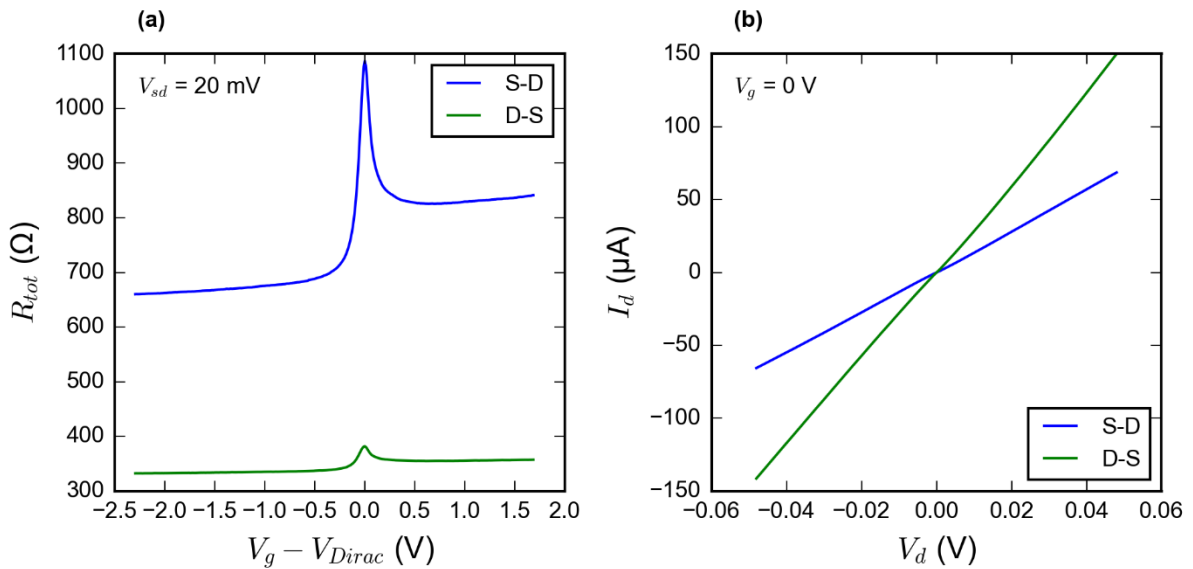 (a)
1100
1000
900
800
700
600
500
400
300
R_tot (Ω)
V_sd = 20 mV
S-D
D-S
−2.5 −2.0 −1.5 −1.0 −0.5 0.0 0.5 1.0 1.5 2.0
V_g − V_Dirac (V)
(b)
150
100
50
0
−50
−100
−150
I_d (µA)
V_g = 0 V
S-D
D-S
−0.06 −0.04 −0.02 0.00 0.02 0.04 0.06
V_d (V)